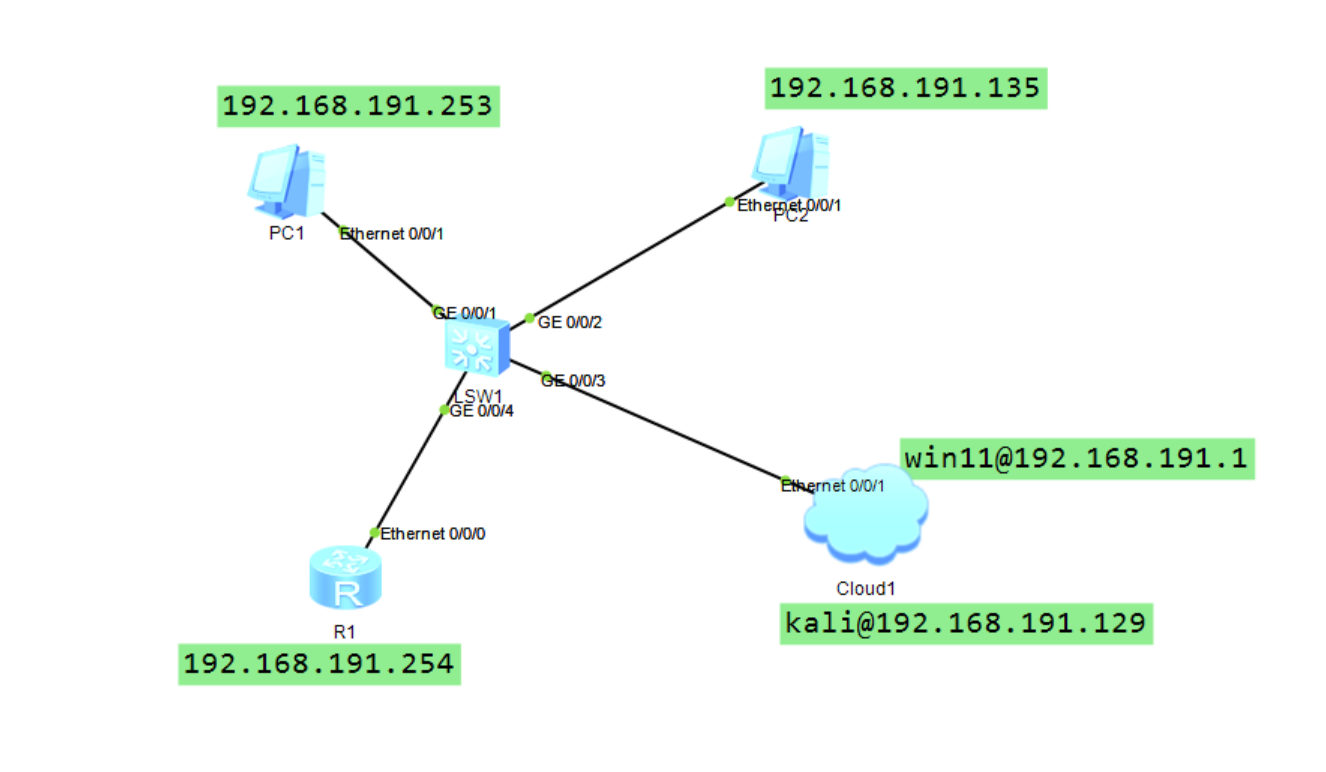 192.168.191.135
192.168.191.253
Ethernet 0/0/1
PC2
PC1
Ethernet 0/0/1
GE 0/0/1
GE 0/0/2
GE 0/0/3
LSW1
GE 0/0/4
win11@192.168.191.1
Ethernet 0/0/1
Ethernet 0/0/0
R
Cloud1
kali@192.168.191.129
R1
192.168.191.254